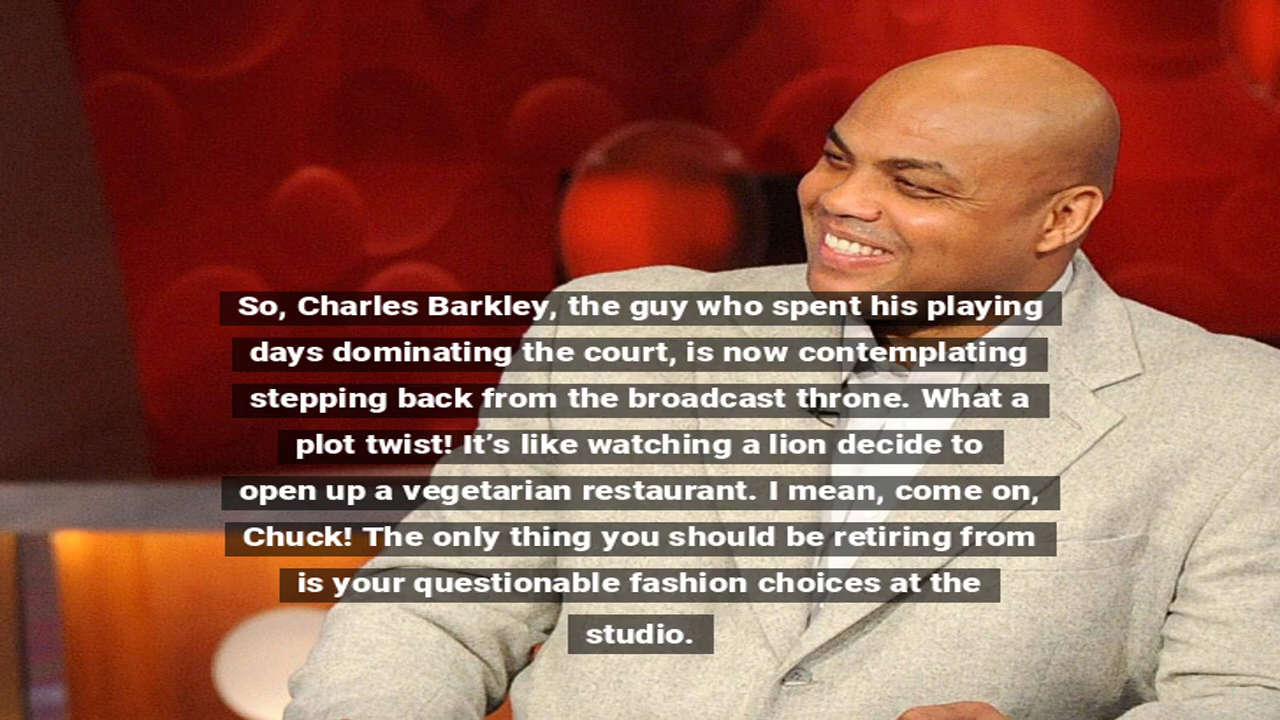 So, Charles Barkley, the guy who spent his playing
days dominating the court, is now contemplating
stepping back from the broadcast throne. What a
plot twist! It’s like watching a lion decide to
open up a vegetarian restaurant. I mean, come on,
Chuck! The only thing you should be retiring from
is your questionable fashion choices at the
studio.